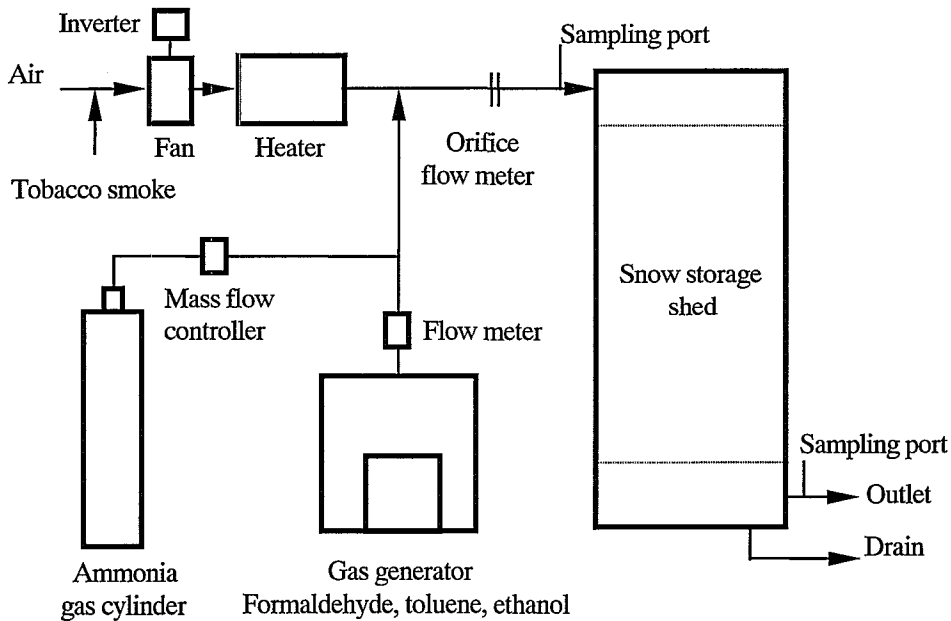 Inverter
Sampling port
Air
Fan
Heater
Orifice
flow meter
Tobacco smoke
Snow storage
shed
Mass flow
controller
Flow meter
Sampling port
Outlet
Drain
Ammonia
gas cylinder
Gas generator
Formaldehyde, toluene, ethanol